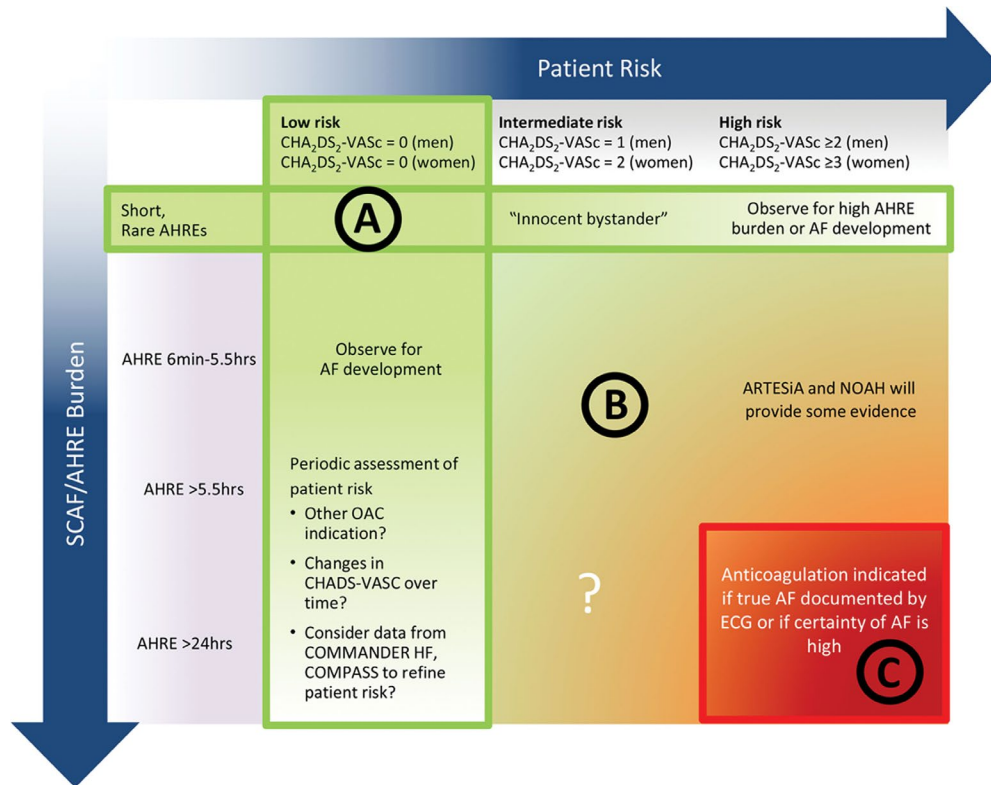 Patient Risk
SCAF/AHRE Burden
Low risk
CHA₂DS₂-VASc = 0 (men)
CHA₂DS₂-VASc = 0 (women)
Intermediate risk
CHA₂DS₂-VASc = 1 (men)
CHA₂DS₂-VASc = 2 (women)
High risk
CHA₂DS₂-VASc ≥2 (men)
CHA₂DS₂-VASc ≥3 (women)
Short,
Rare AHREs
A
"Innocent bystander"
Observe for high AHRE
burden or AF development
AHRE 6min-5.5hrs
Observe for
AF development
B
ARTESiA and NOAH will
provide some evidence
AHRE >5.5hrs
Periodic assessment of
patient risk
• Other OAC
indication?
• Changes in
CHADS-VASC over
time?
• Consider data from
COMMANDER HF,
COMPASS to refine
patient risk?
AHRE >24hrs
?
Anticoagulation indicated
if true AF documented by
ECG or if certainty of AF is
high
C